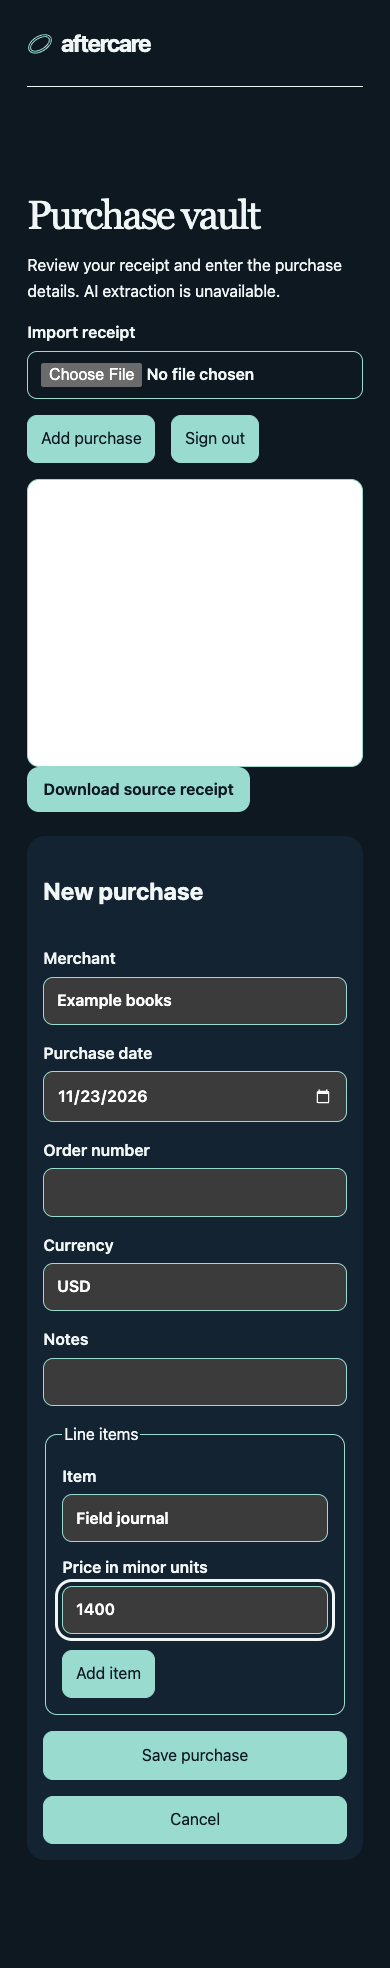 aftercare
Purchase vault
Review your receipt and enter the purchase
details. AI extraction is unavailable.
Import receipt
Choose File No file chosen
Add purchase Sign out
Download source receipt
New purchase
Merchant
Example books
Purchase date
11/23/2026
Order number
Currency
USD
Notes
Line items
Item
Field journal
Price in minor units
1400
Add item
Save purchase
Cancel